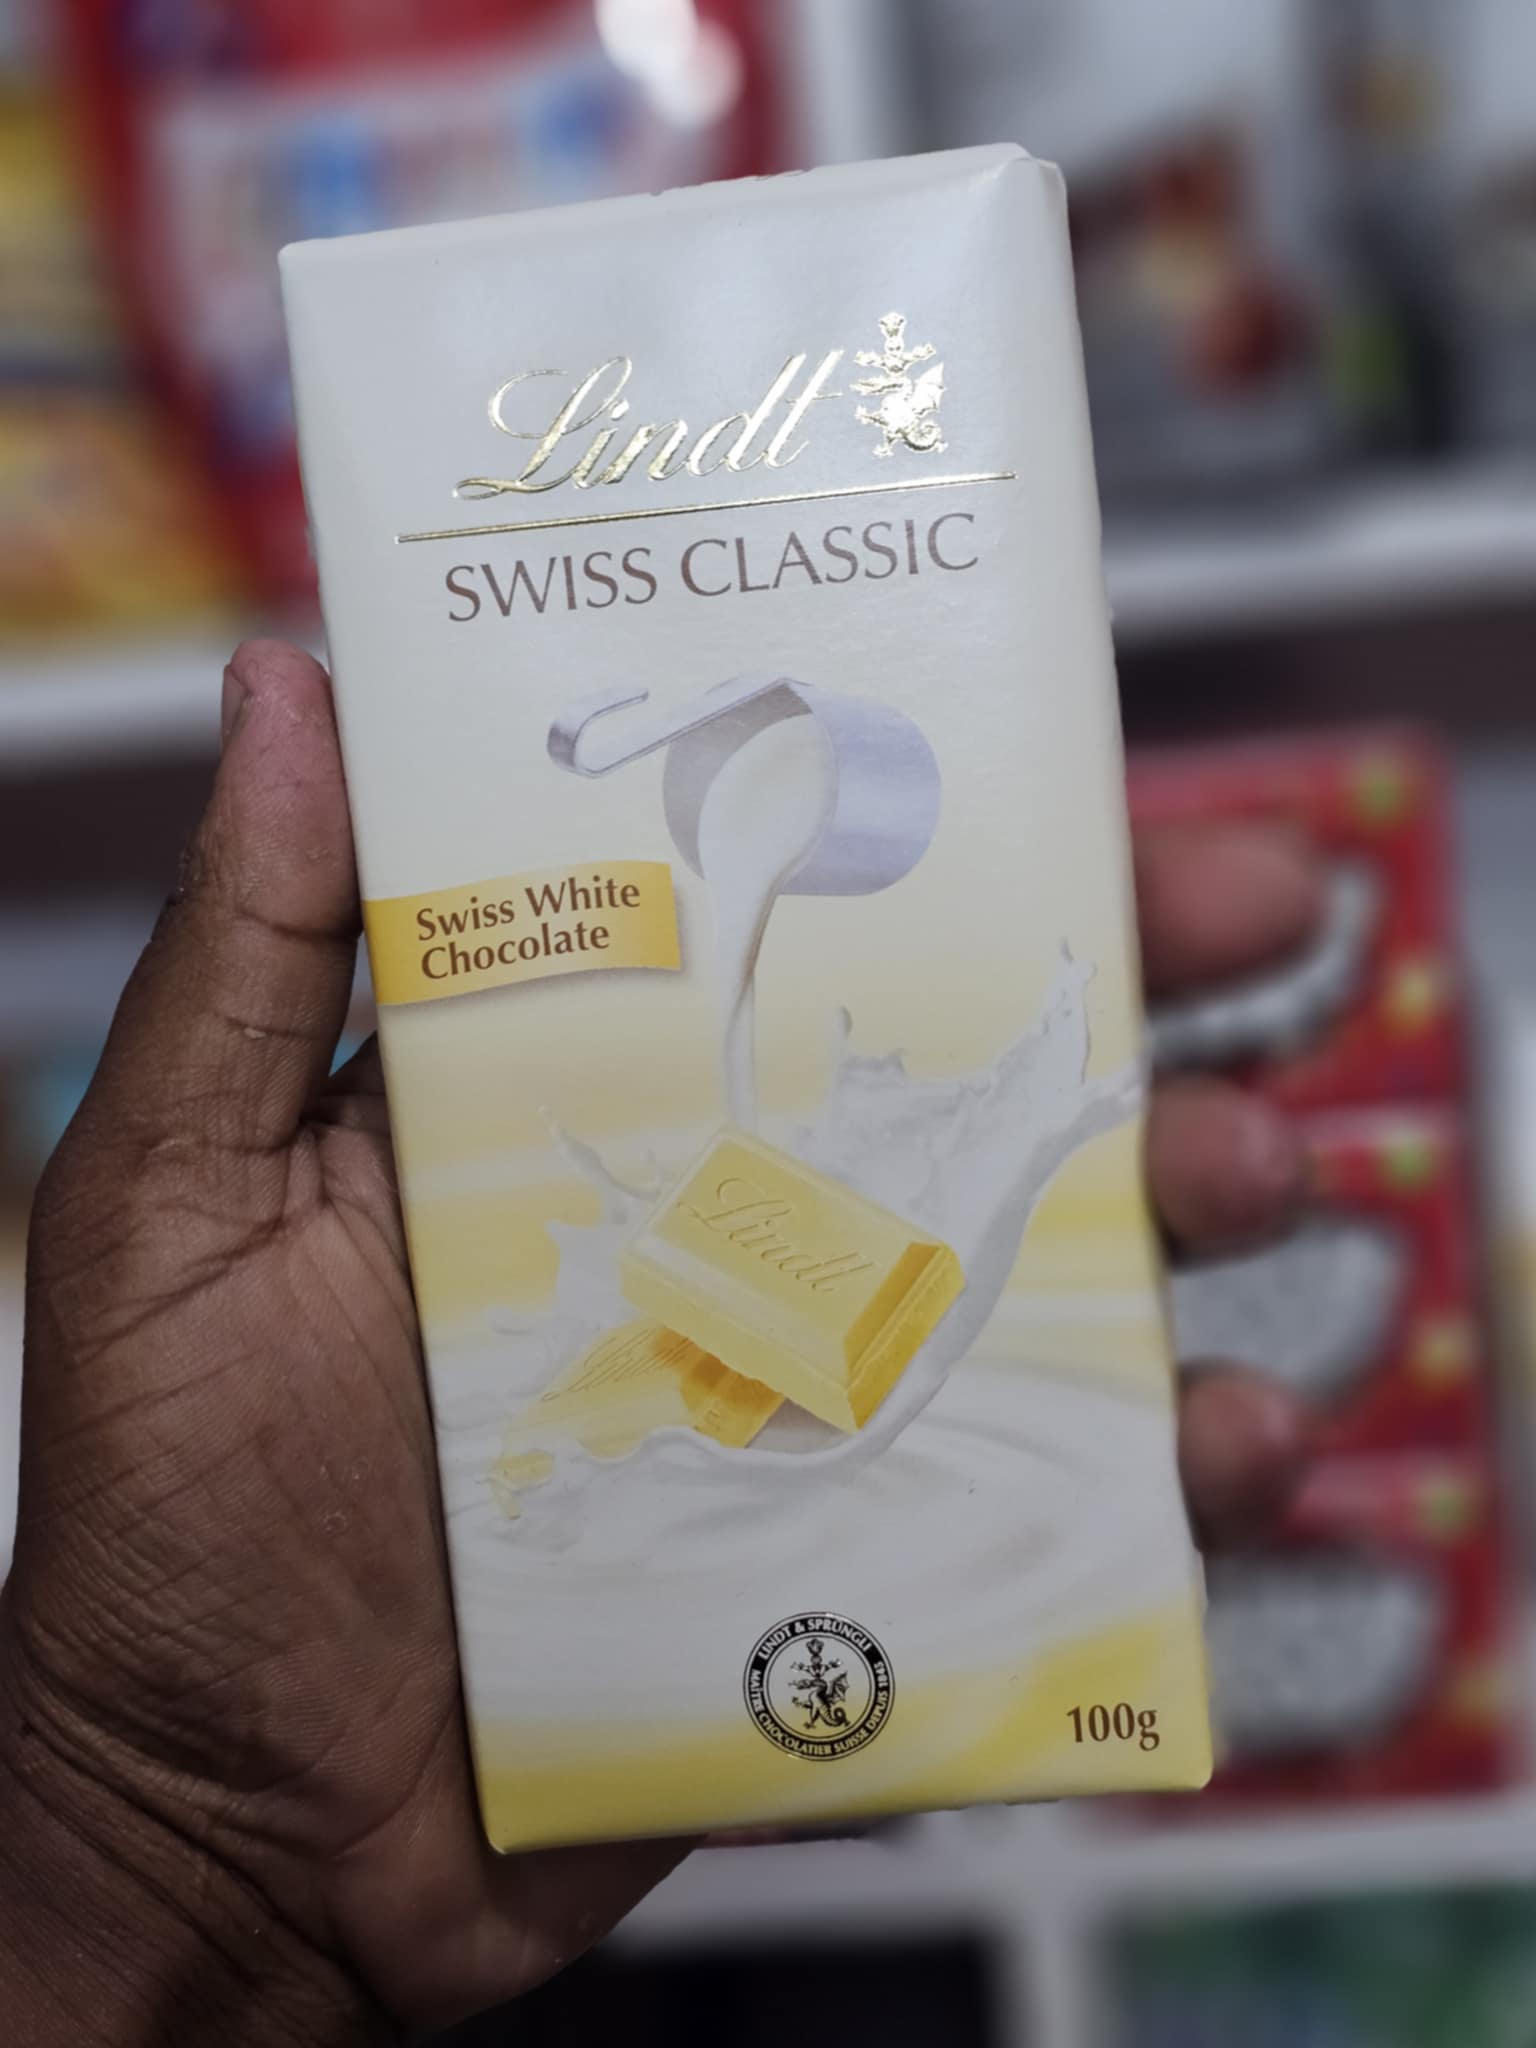 Lindt
SWISS CLASSIC
Swiss White
Chocolate
Lindt
LINDT & SPRÜNGLI
MAÎTRE CHOCOLATIER SUISSE DEPUIS 1845
100g